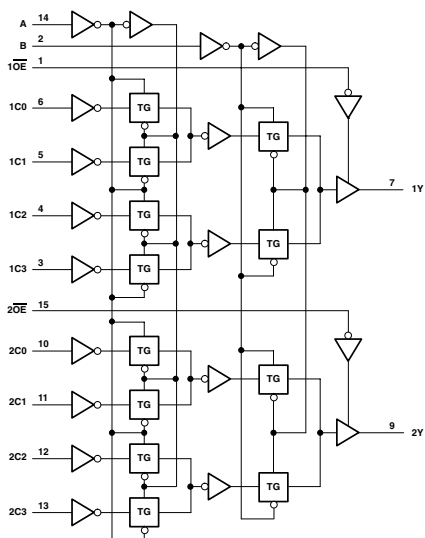 A 14
B 2
1OE 1
1C0 6
TG
TG
1C1 5
TG
7 1Y
1C2 4
TG
TG
1C3 3
TG
2OE 15
2C0 10
TG
TG
2C1 11
TG
9 2Y
2C2 12
TG
TG
2C3 13
TG